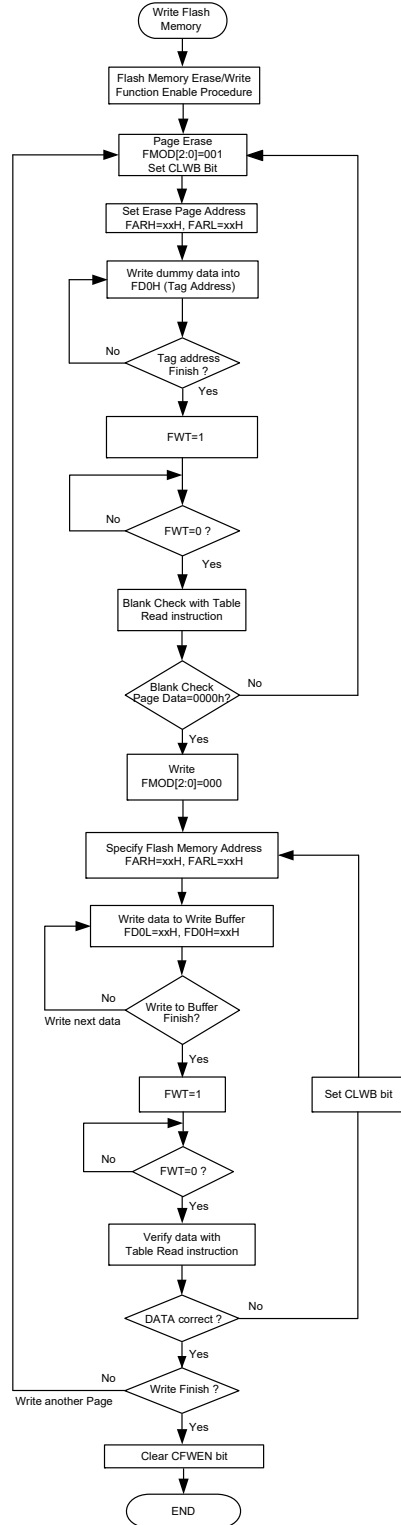 Write Flash
Memory
Flash Memory Erase/Write
Function Enable Procedure
Page Erase
FMOD[2:0]=001
Set CLWB Bit
Set Erase Page Address
FARH=xxH, FARL=xxH
Write dummy data into
FD0H (Tag Address)
No
Tag address
Finish ?
Yes
FWT=1
No
FWT=0 ?
Yes
Blank Check with Table
Read instruction
Blank Check
Page Data=0000h?
No
Yes
Write
FMOD[2:0]=000
Specify Flash Memory Address
FARH=xxH, FARL=xxH
Write data to Write Buffer
FD0L=xxH, FD0H=xxH
No
Write next data
Write to Buffer
Finish?
Yes
FWT=1
Set CLWB bit
No
FWT=0 ?
Yes
Verify data with
Table Read instruction
DATA correct ?
No
Yes
No
Write another Page
Write Finish ?
Yes
Clear CFWEN bit
END